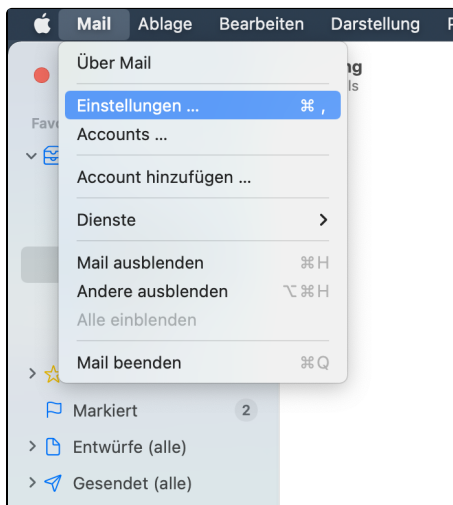 Mail Ablage Bearbeiten Darstellung
Über Mail
Einstellungen ... ⌘ ,
Accounts ...
Account hinzufügen ...
Dienste
Mail ausblenden ⌘ H
Andere ausblenden ⌥ ⌘ H
Alle einblenden
Mail beenden ⌘ Q
Markiert 2
Entwürfe (alle)
Gesendet (alle)